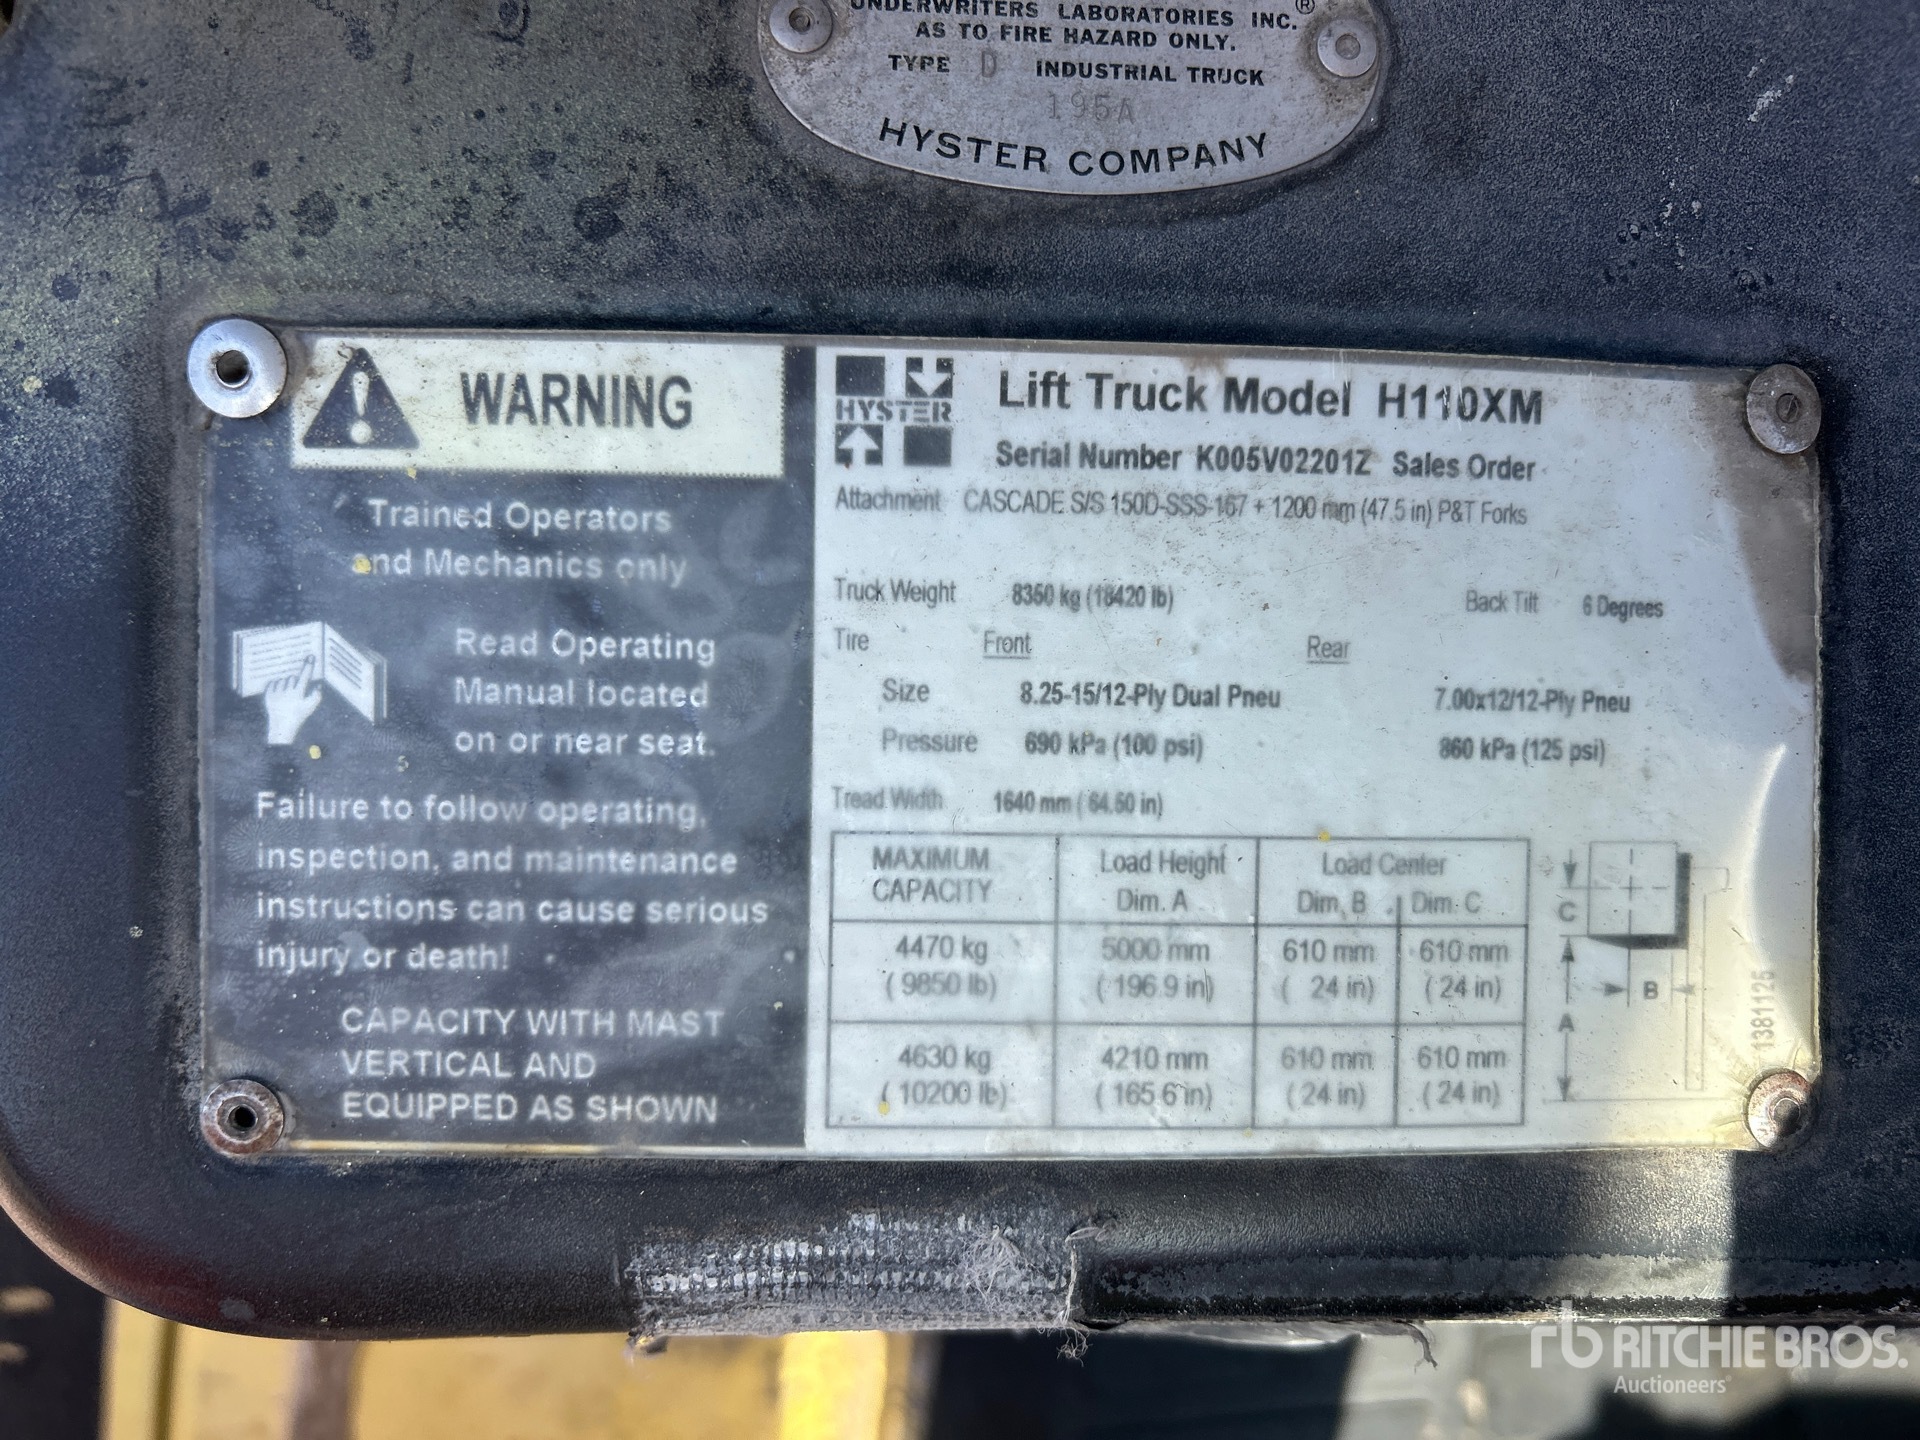 UNDERWRITERS LABORATORIES INC.®
AS TO FIRE HAZARD ONLY.
TYPE D INDUSTRIAL TRUCK
195A
HYSTER COMPANY
WARNING
Trained Operators
and Mechanics only
Read Operating
Manual located
on or near seat.
Failure to follow operating,
inspection, and maintenance
instructions can cause serious
injury or death!
CAPACITY WITH MAST
VERTICAL AND
EQUIPPED AS SHOWN
HYSTER
Lift Truck Model H110XM
Serial Number K005V02201Z Sales Order
Attachment CASCADE S/S 150D-SSS-167 + 1200 mm (47.5 in) P&T Forks
Truck Weight 8350 kg (18420 lb) Back Tilt 6 Degrees
Tire Front Rear
Size 8.25-15/12-Ply Dual Pneu 7.00x12/12-Ply Pneu
Pressure 690 kPa (100 psi) 860 kPa (125 psi)
Tread Width 1640 mm ( 64.50 in)
MAXIMUM CAPACITY Load Height Dim. A Load Center Dim. B Dim. C
4470 kg 5000 mm 610 mm 610 mm
( 9850 lb) ( 196.9 in) ( 24 in) ( 24 in)
4630 kg 4210 mm 610 mm 610 mm
( 10200 lb) ( 165.6 in) ( 24 in) ( 24 in)
C
B
A
1381125
rb RITCHIE BROS.
Auctioneers